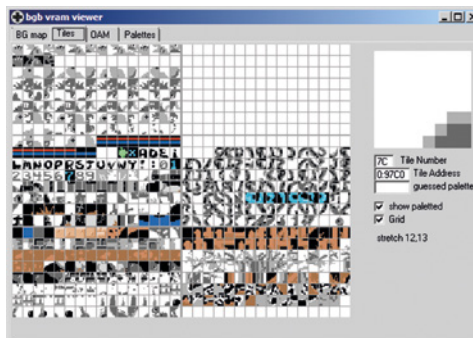 bgb vram viewer
BG map Tiles OAM Palettes
7C Tile Number
0:97C0 Tile Address
guessed palette
show paletted
Grid
stretch 12,13